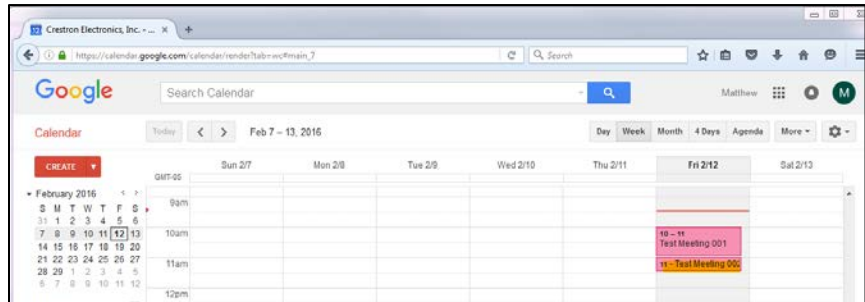 Crestron Electronics, Inc. - ... × +
https://calendar.google.com/calendar/render?tab=wc#main_7 Search
Google Search Calendar Matthew M
Calendar Today < > Feb 7 – 13, 2016 Day Week Month 4 Days Agenda More
CREATE Sun 2/7 Mon 2/8 Tue 2/9 Wed 2/10 Thu 2/11 Fri 2/12 Sat 2/13
GMT-05
February 2016 < >
S M T W T F S
9am
31 1 2 3 4 5 6
7 8 9 10 11 12 13
10am 10 – 11
Test Meeting 001
14 15 16 17 18 19 20
21 22 23 24 25 26 27
11am 11 - Test Meeting 002
28 29 1 2 3 4 5
6 7 8 9 10 11 12
12pm